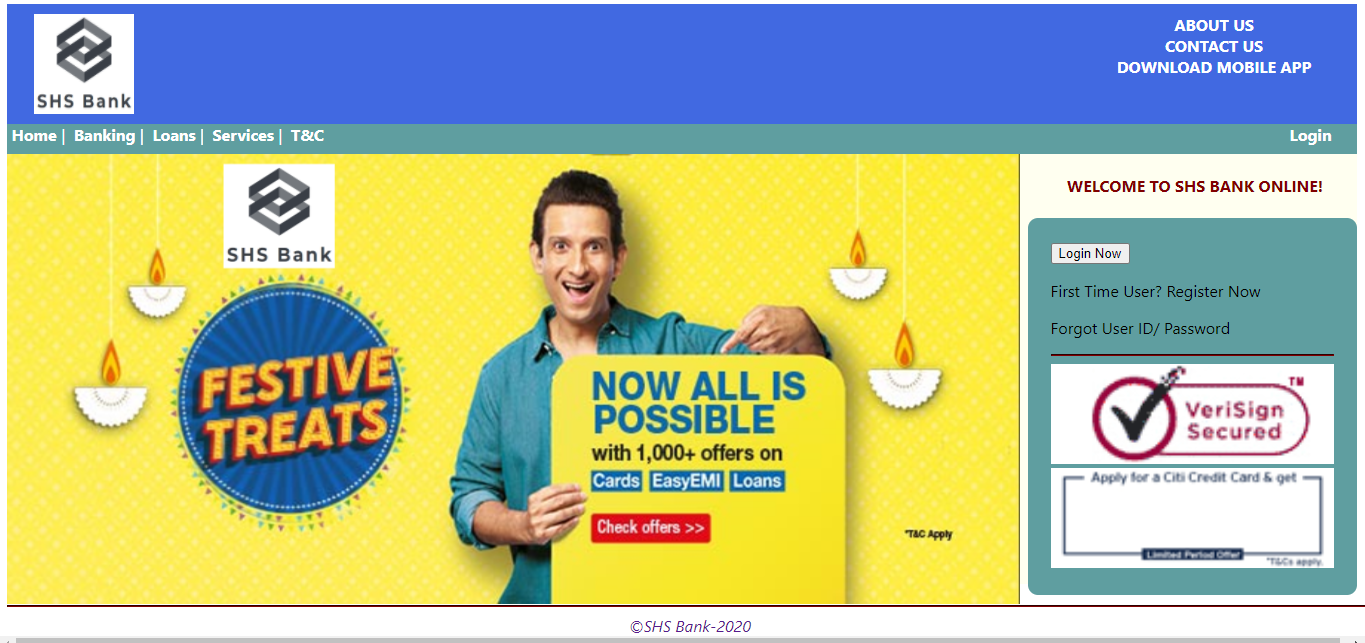 SHS Bank
ABOUT US
CONTACT US
DOWNLOAD MOBILE APP
Home | Banking | Loans | Services | T&C
Login
SHS Bank
FESTIVE
TREATS
NOW ALL IS
POSSIBLE
with 1,000+ offers on
Cards EasyEMI Loans
Check offers >>
*T&C Apply
WELCOME TO SHS BANK ONLINE!
Login Now
First Time User? Register Now
Forgot User ID/ Password
VeriSign TM
Secured
Apply for a Citi Credit Card & get
Limited Period Offer
*T&Cs apply.
©SHS Bank-2020